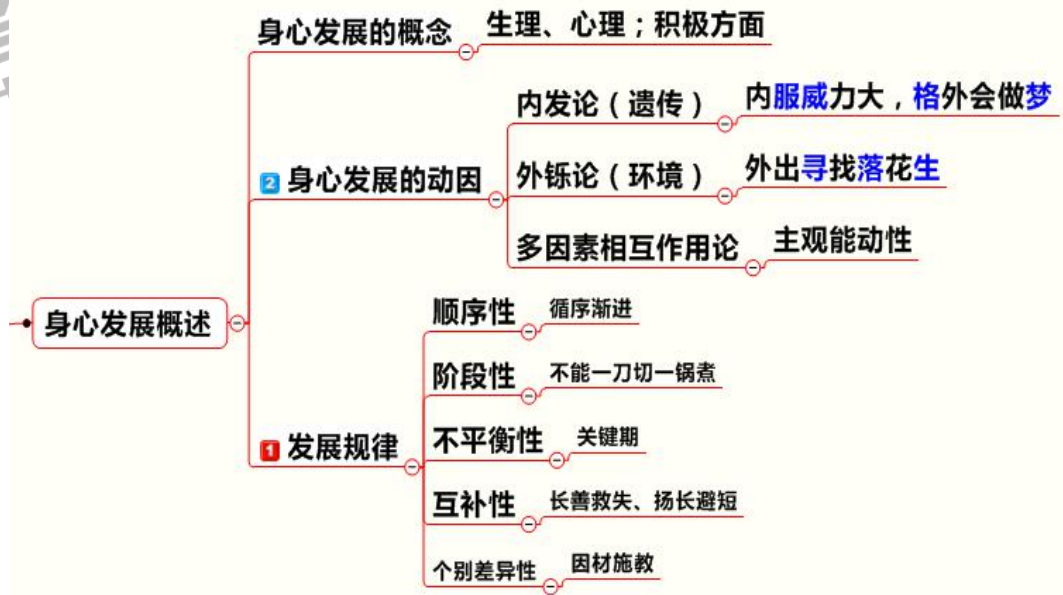 身心发展概述
身心发展的概念
生理、心理；积极方面
2 身心发展的动因
内发论（遗传）
内服威力大，格外会做梦
外铄论（环境）
外出寻找落花生
多因素相互作用论
主观能动性
1 发展规律
顺序性
循序渐进
阶段性
不能一刀切一锅煮
不平衡性
关键期
互补性
长善救失、扬长避短
个别差异性
因材施教